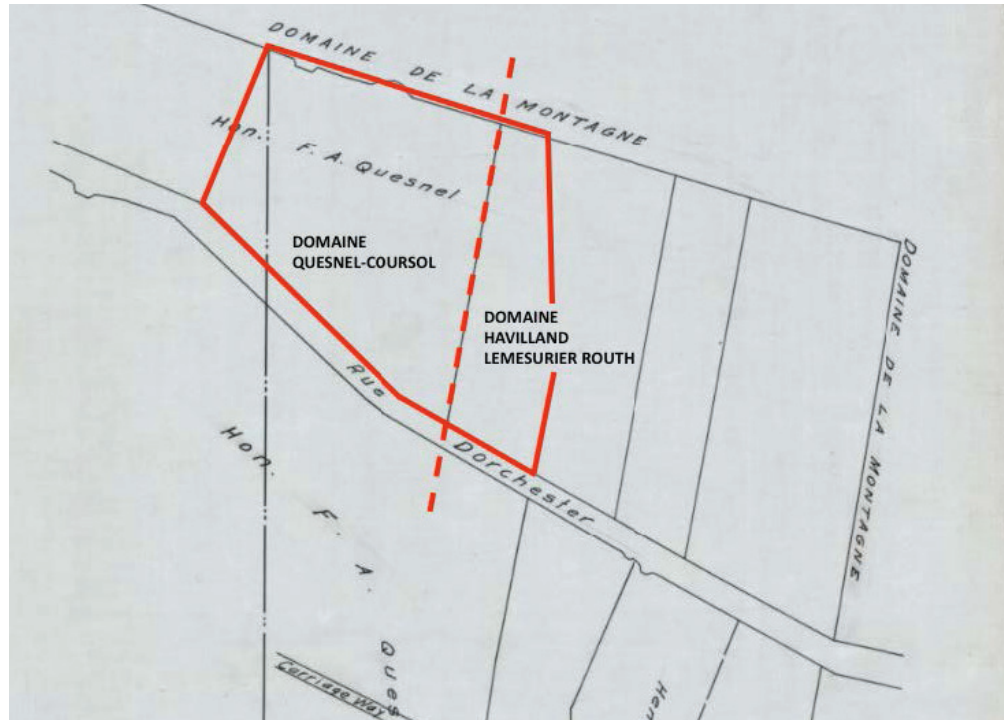 DOMAINE DE LA MONTAGNE
Hon. F. A. Quesnel
DOMAINE
QUESNEL-COURSOL
DOMAINE
HAVILLAND
LEMESURIER ROUTH
DOMAINE DE LA MONTAGNE
Rue Dorchester
Hon. F. A. Ques
Carriage Way
Hen